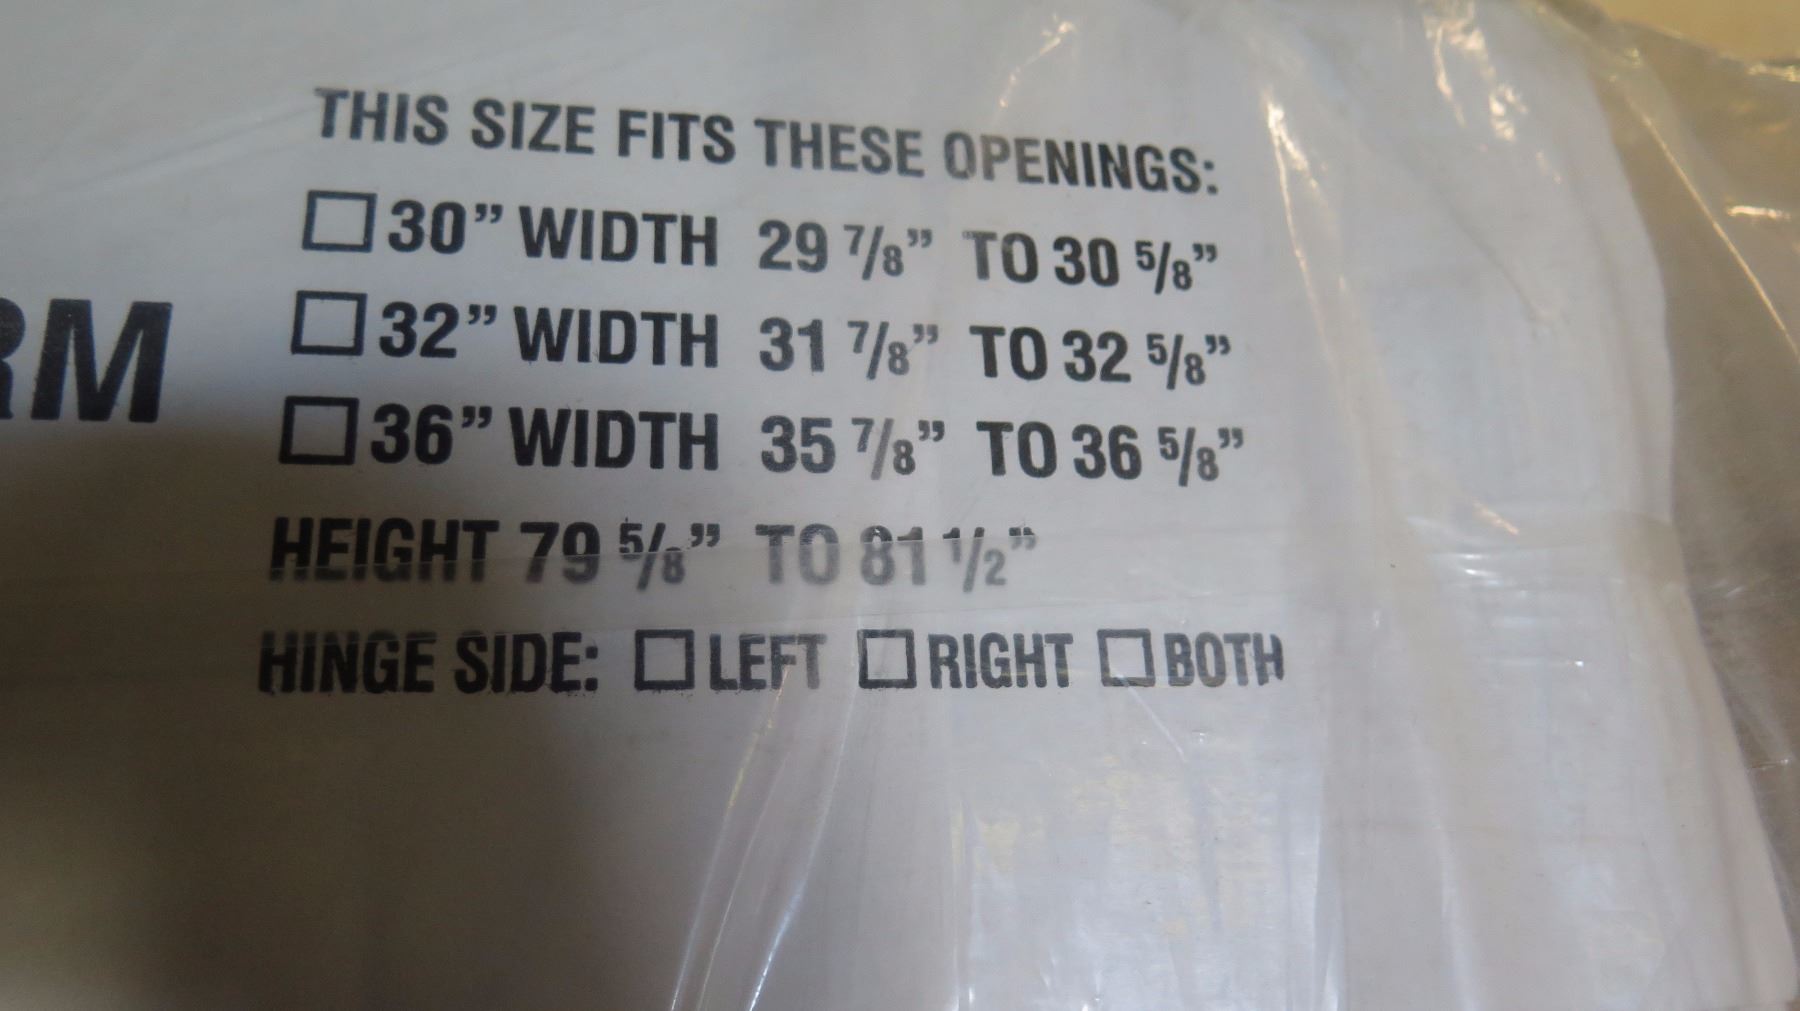 THIS SIZE FITS THESE OPENINGS:
30” WIDTH 29 7/8” TO 30 5/8”
32” WIDTH 31 7/8” TO 32 5/8”
RM
36” WIDTH 35 7/8” TO 36 5/8”
HEIGHT 79 5/8” TO 81 1/2”
HINGE SIDE: LEFT RIGHT BOTH